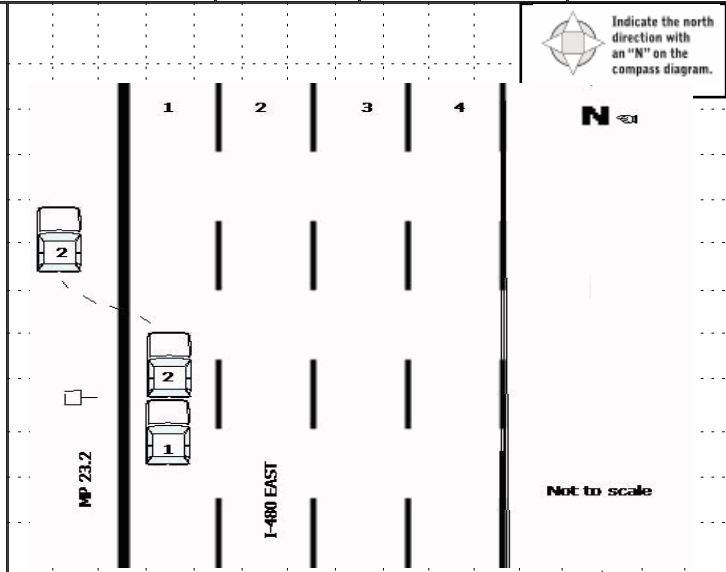 Indicate the north
direction with
an “N” on the
compass diagram.
1
2
3
4
N
2
2
1
MP 23.2
I-480 EAST
Not to scale